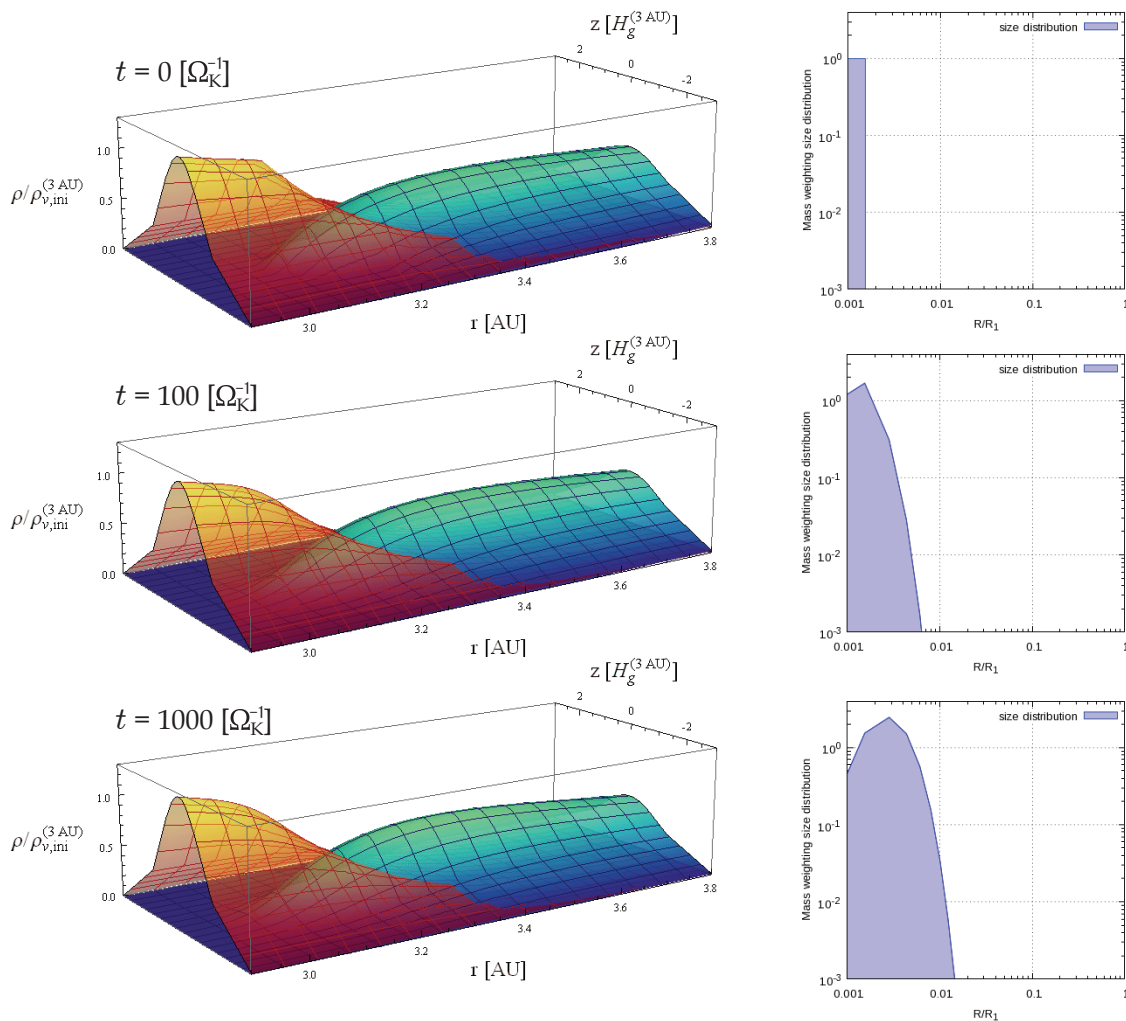 z [H_g^(3 AU)]
2
0
-2
t = 0 [Ω_K^-1]
1.0
0.5
0.0
ρ/ρ_v,ini^(3 AU)
3.0
3.2
3.4
3.6
3.8
r [AU]
size distribution
Mass weighting size distribution
10^0
10^-1
10^-2
10^-3
0.001
0.01
0.1
1
R/R_1
z [H_g^(3 AU)]
2
0
-2
t = 100 [Ω_K^-1]
1.0
0.5
0.0
ρ/ρ_v,ini^(3 AU)
3.0
3.2
3.4
3.6
3.8
r [AU]
size distribution
Mass weighting size distribution
10^0
10^-1
10^-2
10^-3
0.001
0.01
0.1
1
R/R_1
z [H_g^(3 AU)]
2
0
-2
t = 1000 [Ω_K^-1]
1.0
0.5
0.0
ρ/ρ_v,ini^(3 AU)
3.0
3.2
3.4
3.6
3.8
r [AU]
size distribution
Mass weighting size distribution
10^0
10^-1
10^-2
10^-3
0.001
0.01
0.1
1
R/R_1